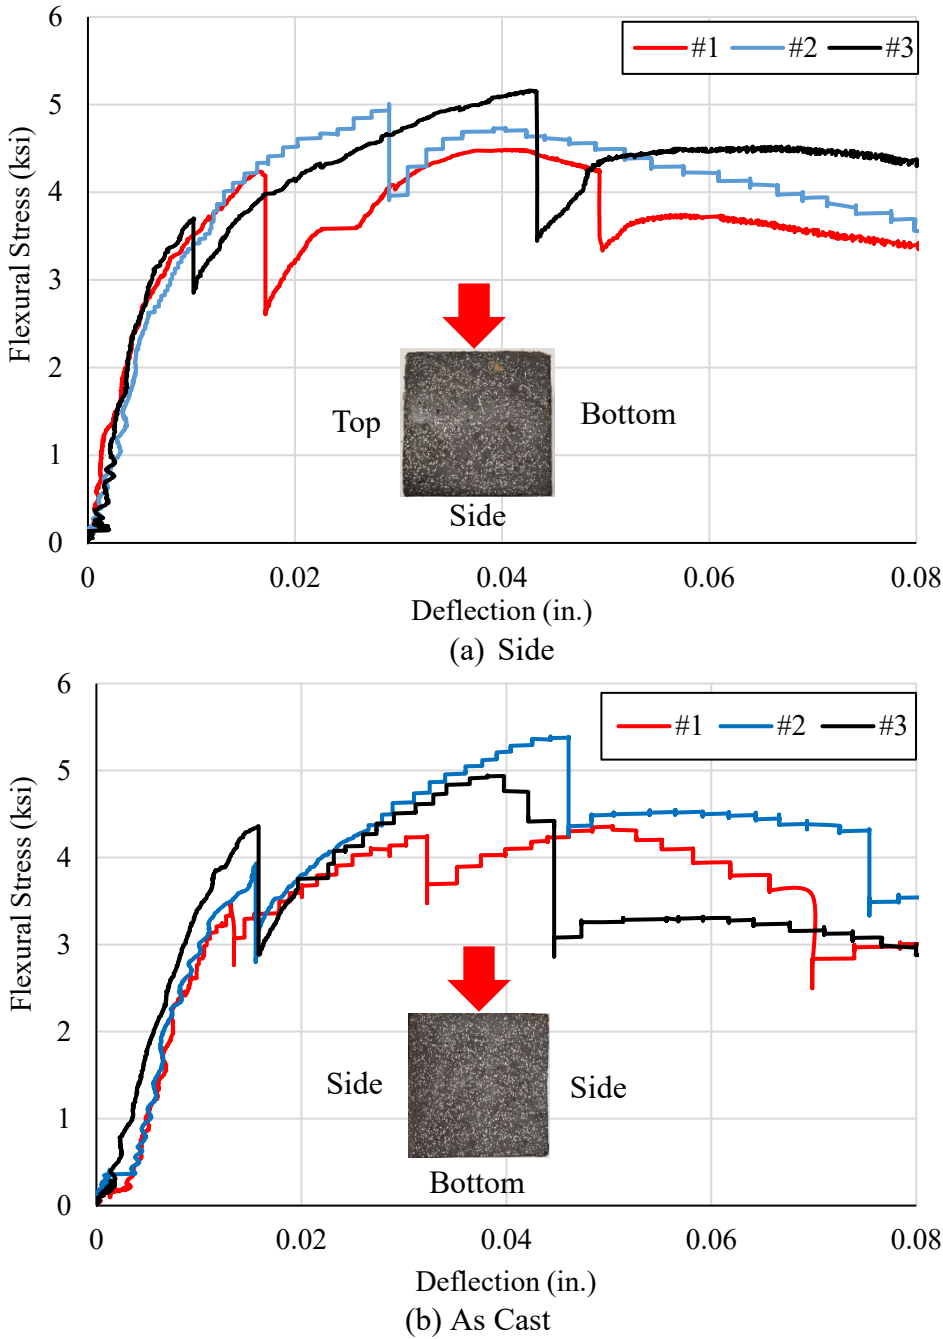 6
5
4
3
2
1
0
Flexural Stress (ksi)
#1 #2 #3
Top
Bottom
Side
0 0.02 0.04 0.06 0.08
Deflection (in.)
(a) Side
6
5
4
3
2
1
0
Flexural Stress (ksi)
#1 #2 #3
Side
Side
Bottom
0 0.02 0.04 0.06 0.08
Deflection (in.)
(b) As Cast